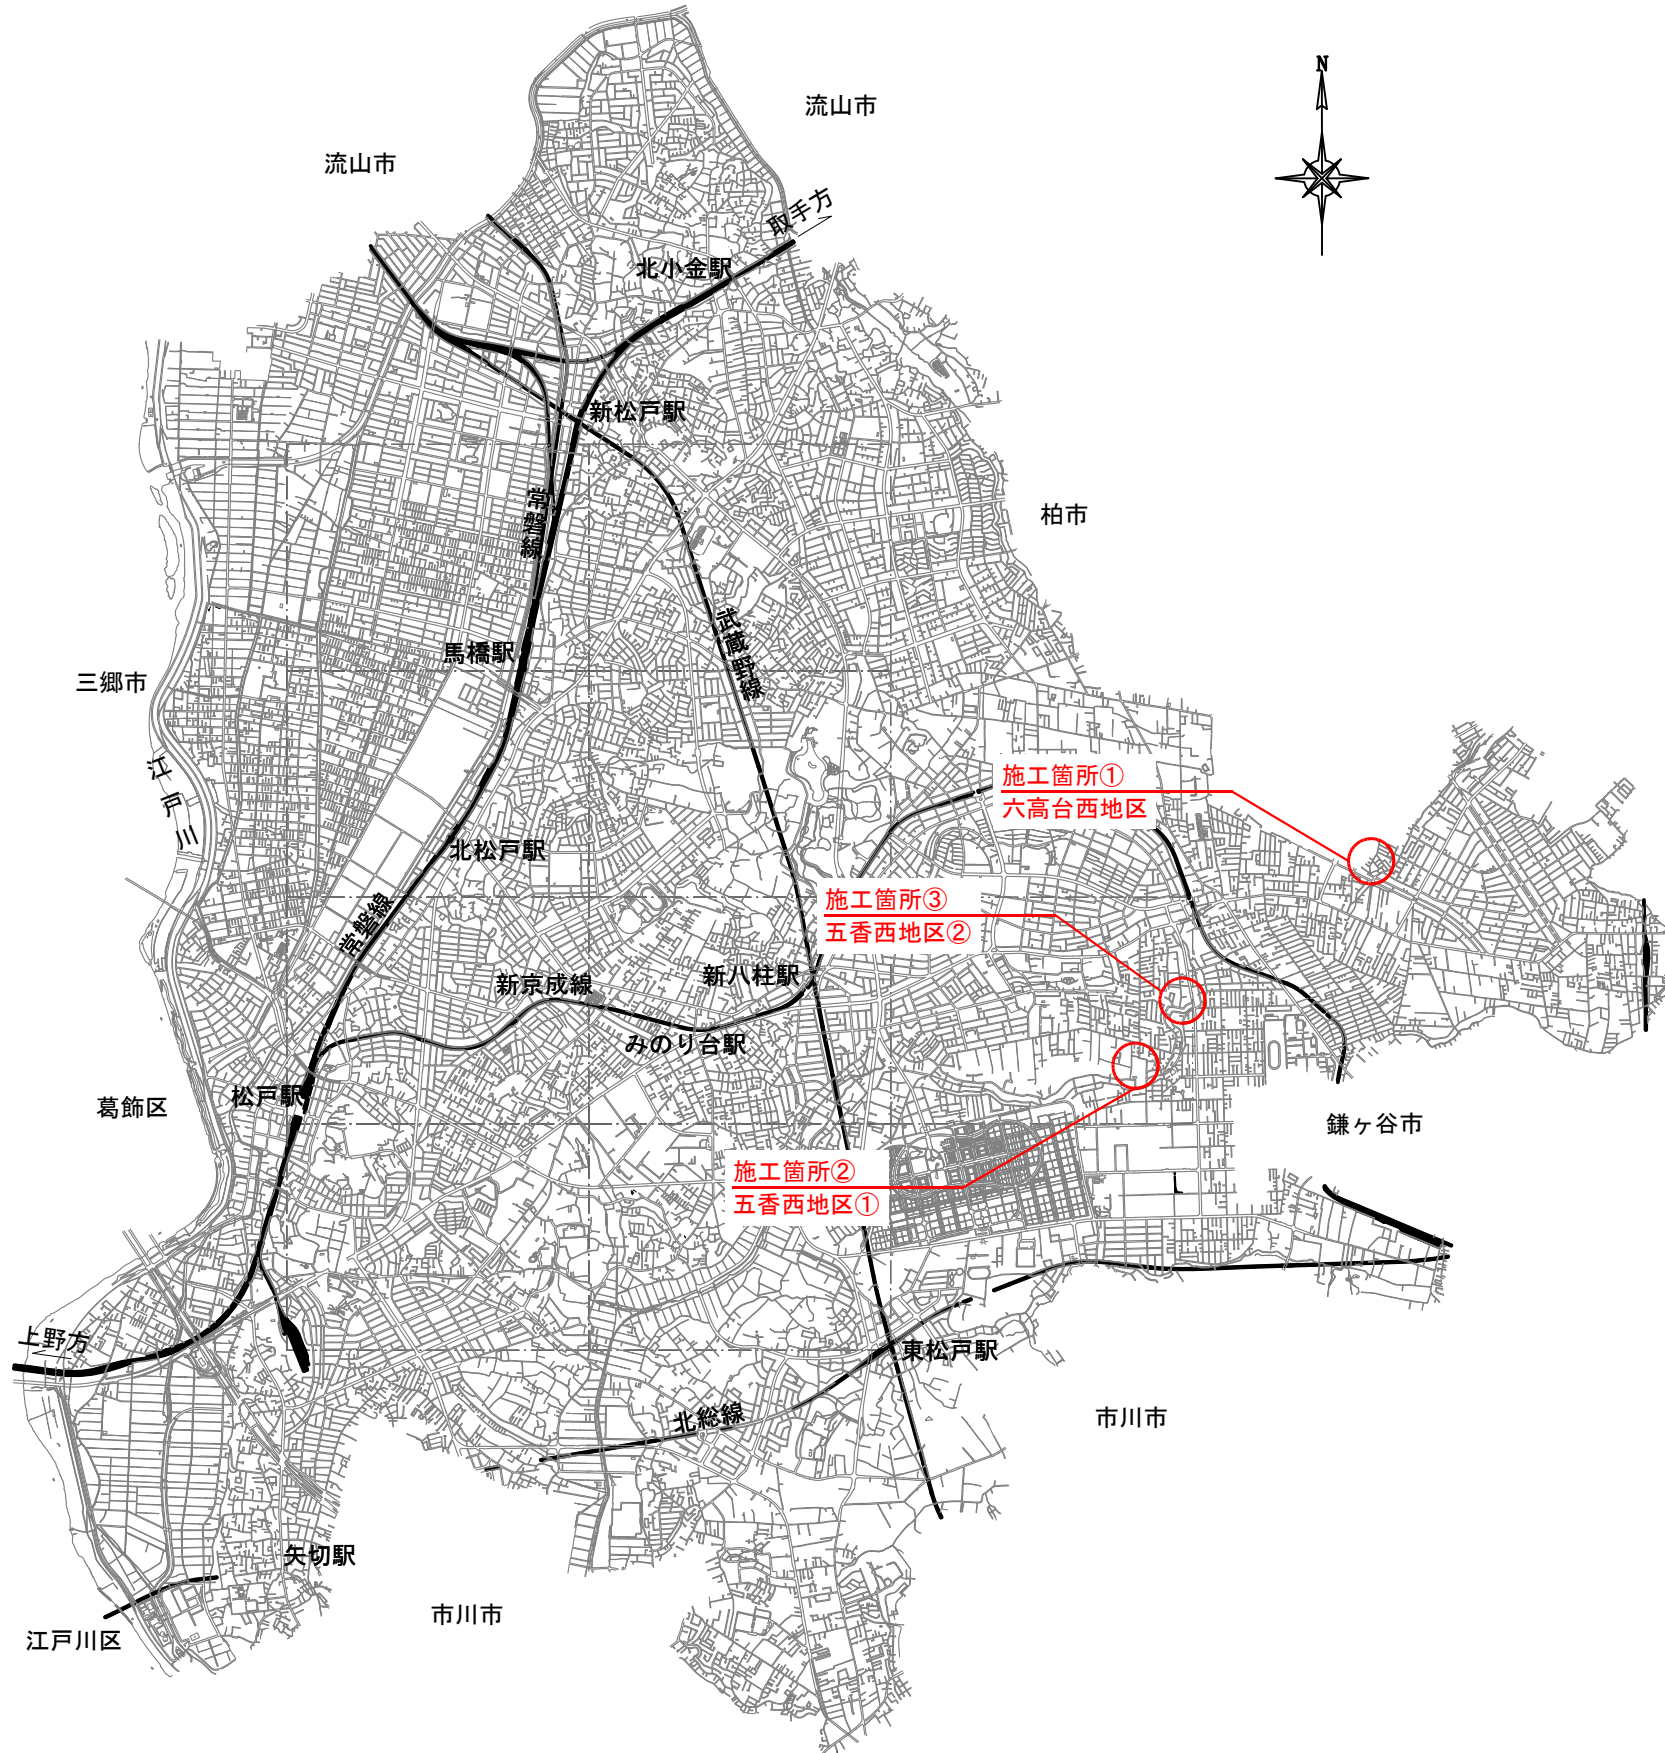 N
流山市
流山市
取手方
北小金駅
新松戸駅
常磐線
柏市
武蔵野線
馬橋駅
三郷市
江戸川
施工箇所①
六高台西地区
北松戸駅
施工箇所③
五香西地区②
常磐線
新八柱駅
新京成線
みのり台駅
松戸駅
葛飾区
鎌ヶ谷市
施工箇所②
五香西地区①
上野方
東松戸駅
北総線
市川市
矢切駅
市川市
江戸川区